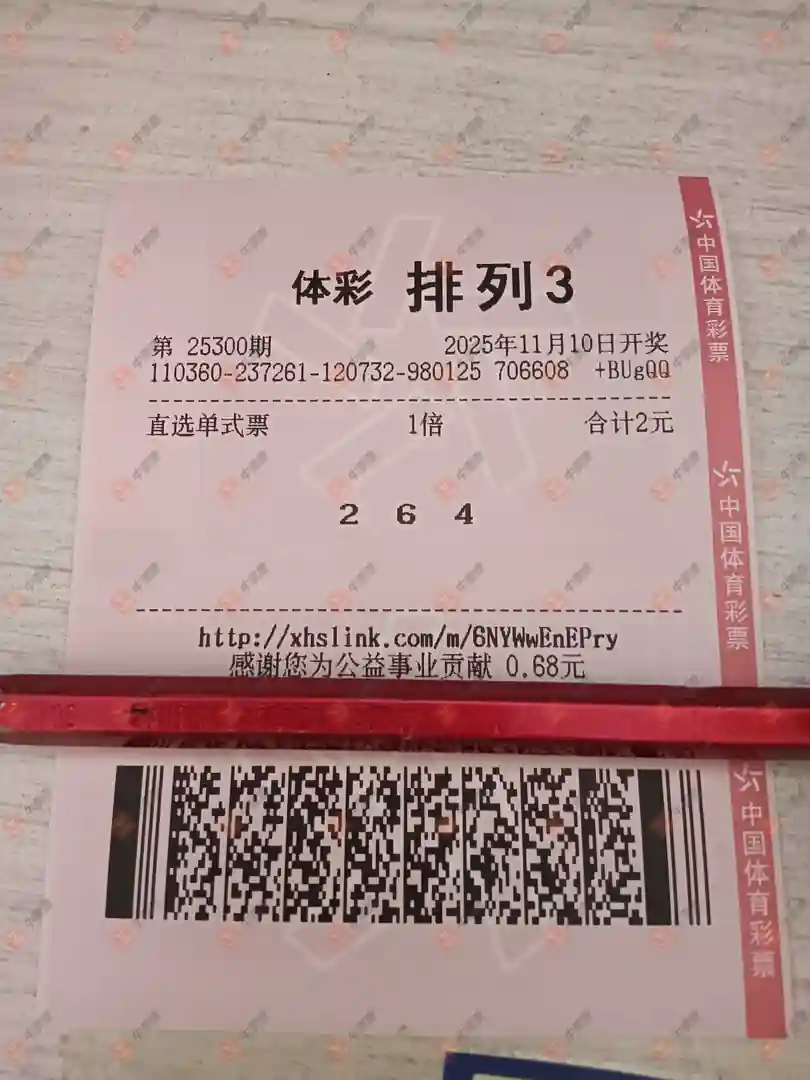 体彩 排列3
第 25300期 2025年11月10日开奖
110360-237261-120732-980125 706608 +BUgQQ
直选单式票 1倍 合计2元
2 6 4
http://xhslink.com/m/6NYWwEnEPry
感谢您为公益事业贡献 0.68元
中国体育彩票
中国体育彩票
中国体育彩票